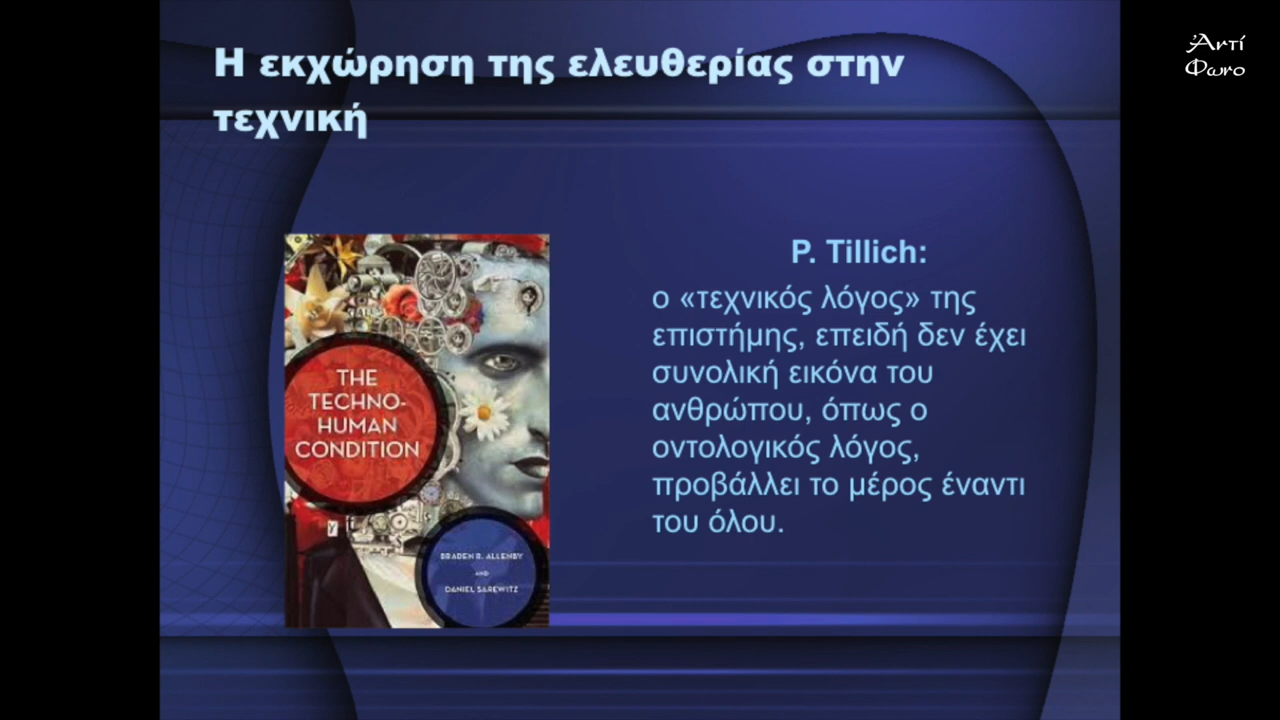 Η εκχώρηση της ελευθερίας στην
τεχνική
Ἀντί
Φωνο
P. Tillich:
ο «τεχνικός λόγος» της
επιστήμης, επειδή δεν έχει
συνολική εικόνα του
ανθρώπου, όπως ο
οντολογικός λόγος,
προβάλλει το μέρος έναντι
του όλου.
THE
TECHNO-
HUMAN
CONDITION
BRADEN R. ALLENBY
AND
DANIEL SAREWITZ